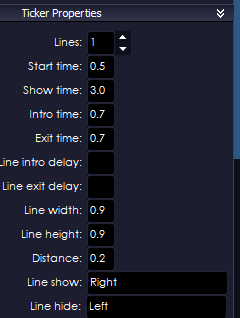 Ticker Properties
Lines: 1
Start time: 0.5
Show time: 3.0
Intro time: 0.7
Exit time: 0.7
Line intro delay:
Line exit delay:
Line width: 0.9
Line height: 0.9
Distance: 0.2
Line show: Right
Line hide: Left